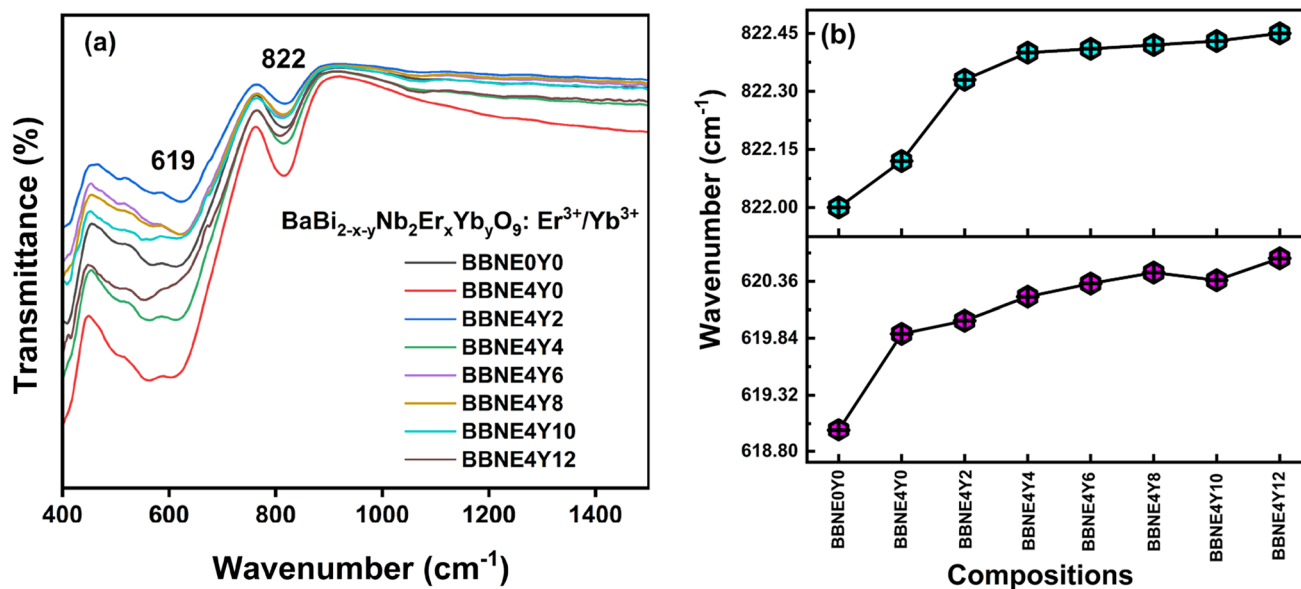 (a)
822
619
BaBi2-x-yNb2ErxYbyO9: Er3+/Yb3+
BBNE0Y0
BBNE4Y0
BBNE4Y2
BBNE4Y4
BBNE4Y6
BBNE4Y8
BBNE4Y10
BBNE4Y12
Transmittance (%)
400 600 800 1000 1200 1400
Wavenumber (cm-1)
(b)
822.45
822.30
822.15
822.00
620.36
619.84
619.32
618.80
Wavenumber (cm-1)
BBNE0Y0
BBNE4Y0
BBNE4Y2
BBNE4Y4
BBNE4Y6
BBNE4Y8
BBNE4Y10
BBNE4Y12
Compositions